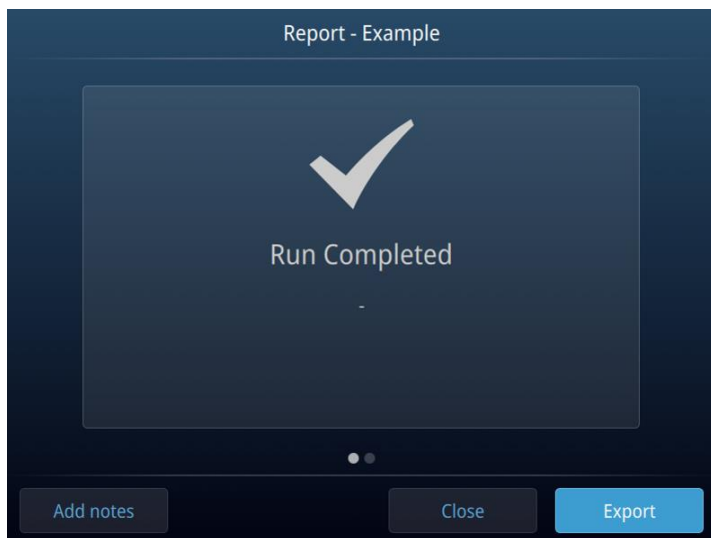 Report - Example
Run Completed
-
Add notes
Close
Export